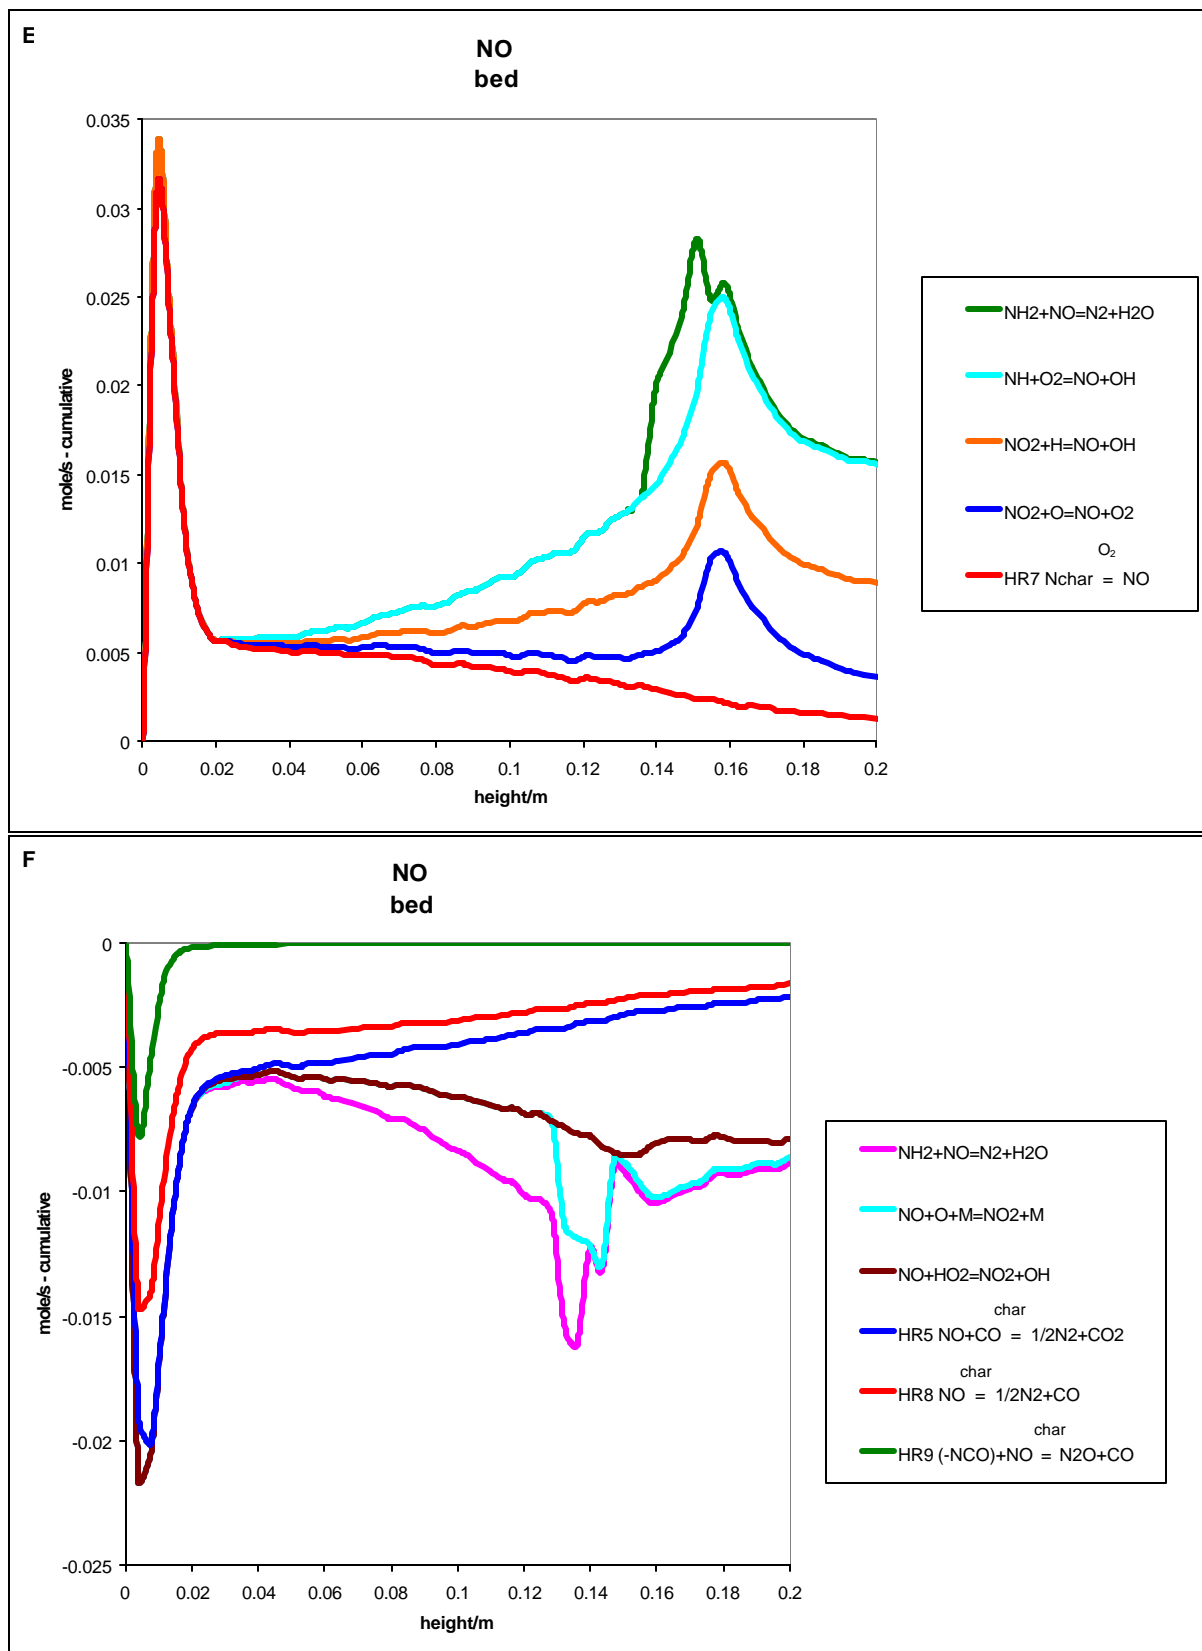 E
NO
bed
0.035
0.03
0.025
0.02
0.015
0.01
0.005
0
mole/s - cumulative
0 0.02 0.04 0.06 0.08 0.1 0.12 0.14 0.16 0.18 0.2
height/m
NH2+NO=N2+H2O
NH+O2=NO+OH
NO2+H=NO+OH
NO2+O=NO+O2
O₂
HR7 Nchar = NO
F
NO
bed
0
-0.005
-0.01
-0.015
-0.02
-0.025
mole/s - cumulative
0 0.02 0.04 0.06 0.08 0.1 0.12 0.14 0.16 0.18 0.2
height/m
NH2+NO=N2+H2O
NO+O+M=NO2+M
NO+HO2=NO2+OH
char
HR5 NO+CO = 1/2N2+CO2
char
HR8 NO = 1/2N2+CO
char
HR9 (-NCO)+NO = N2O+CO